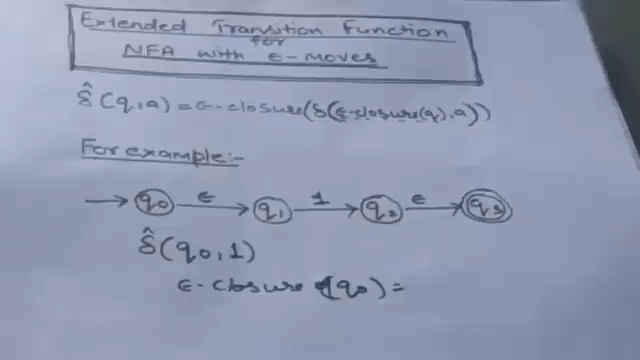 Extended Transition Function
for
NFA with ϵ-moves
δ̂(q,a) = ϵ-closure(δ(ϵ-closure(q),a))
For example:-
q0 ϵ q1 1 q2 ϵ q3
δ̂(q0,1)
ϵ-closure(q0) =